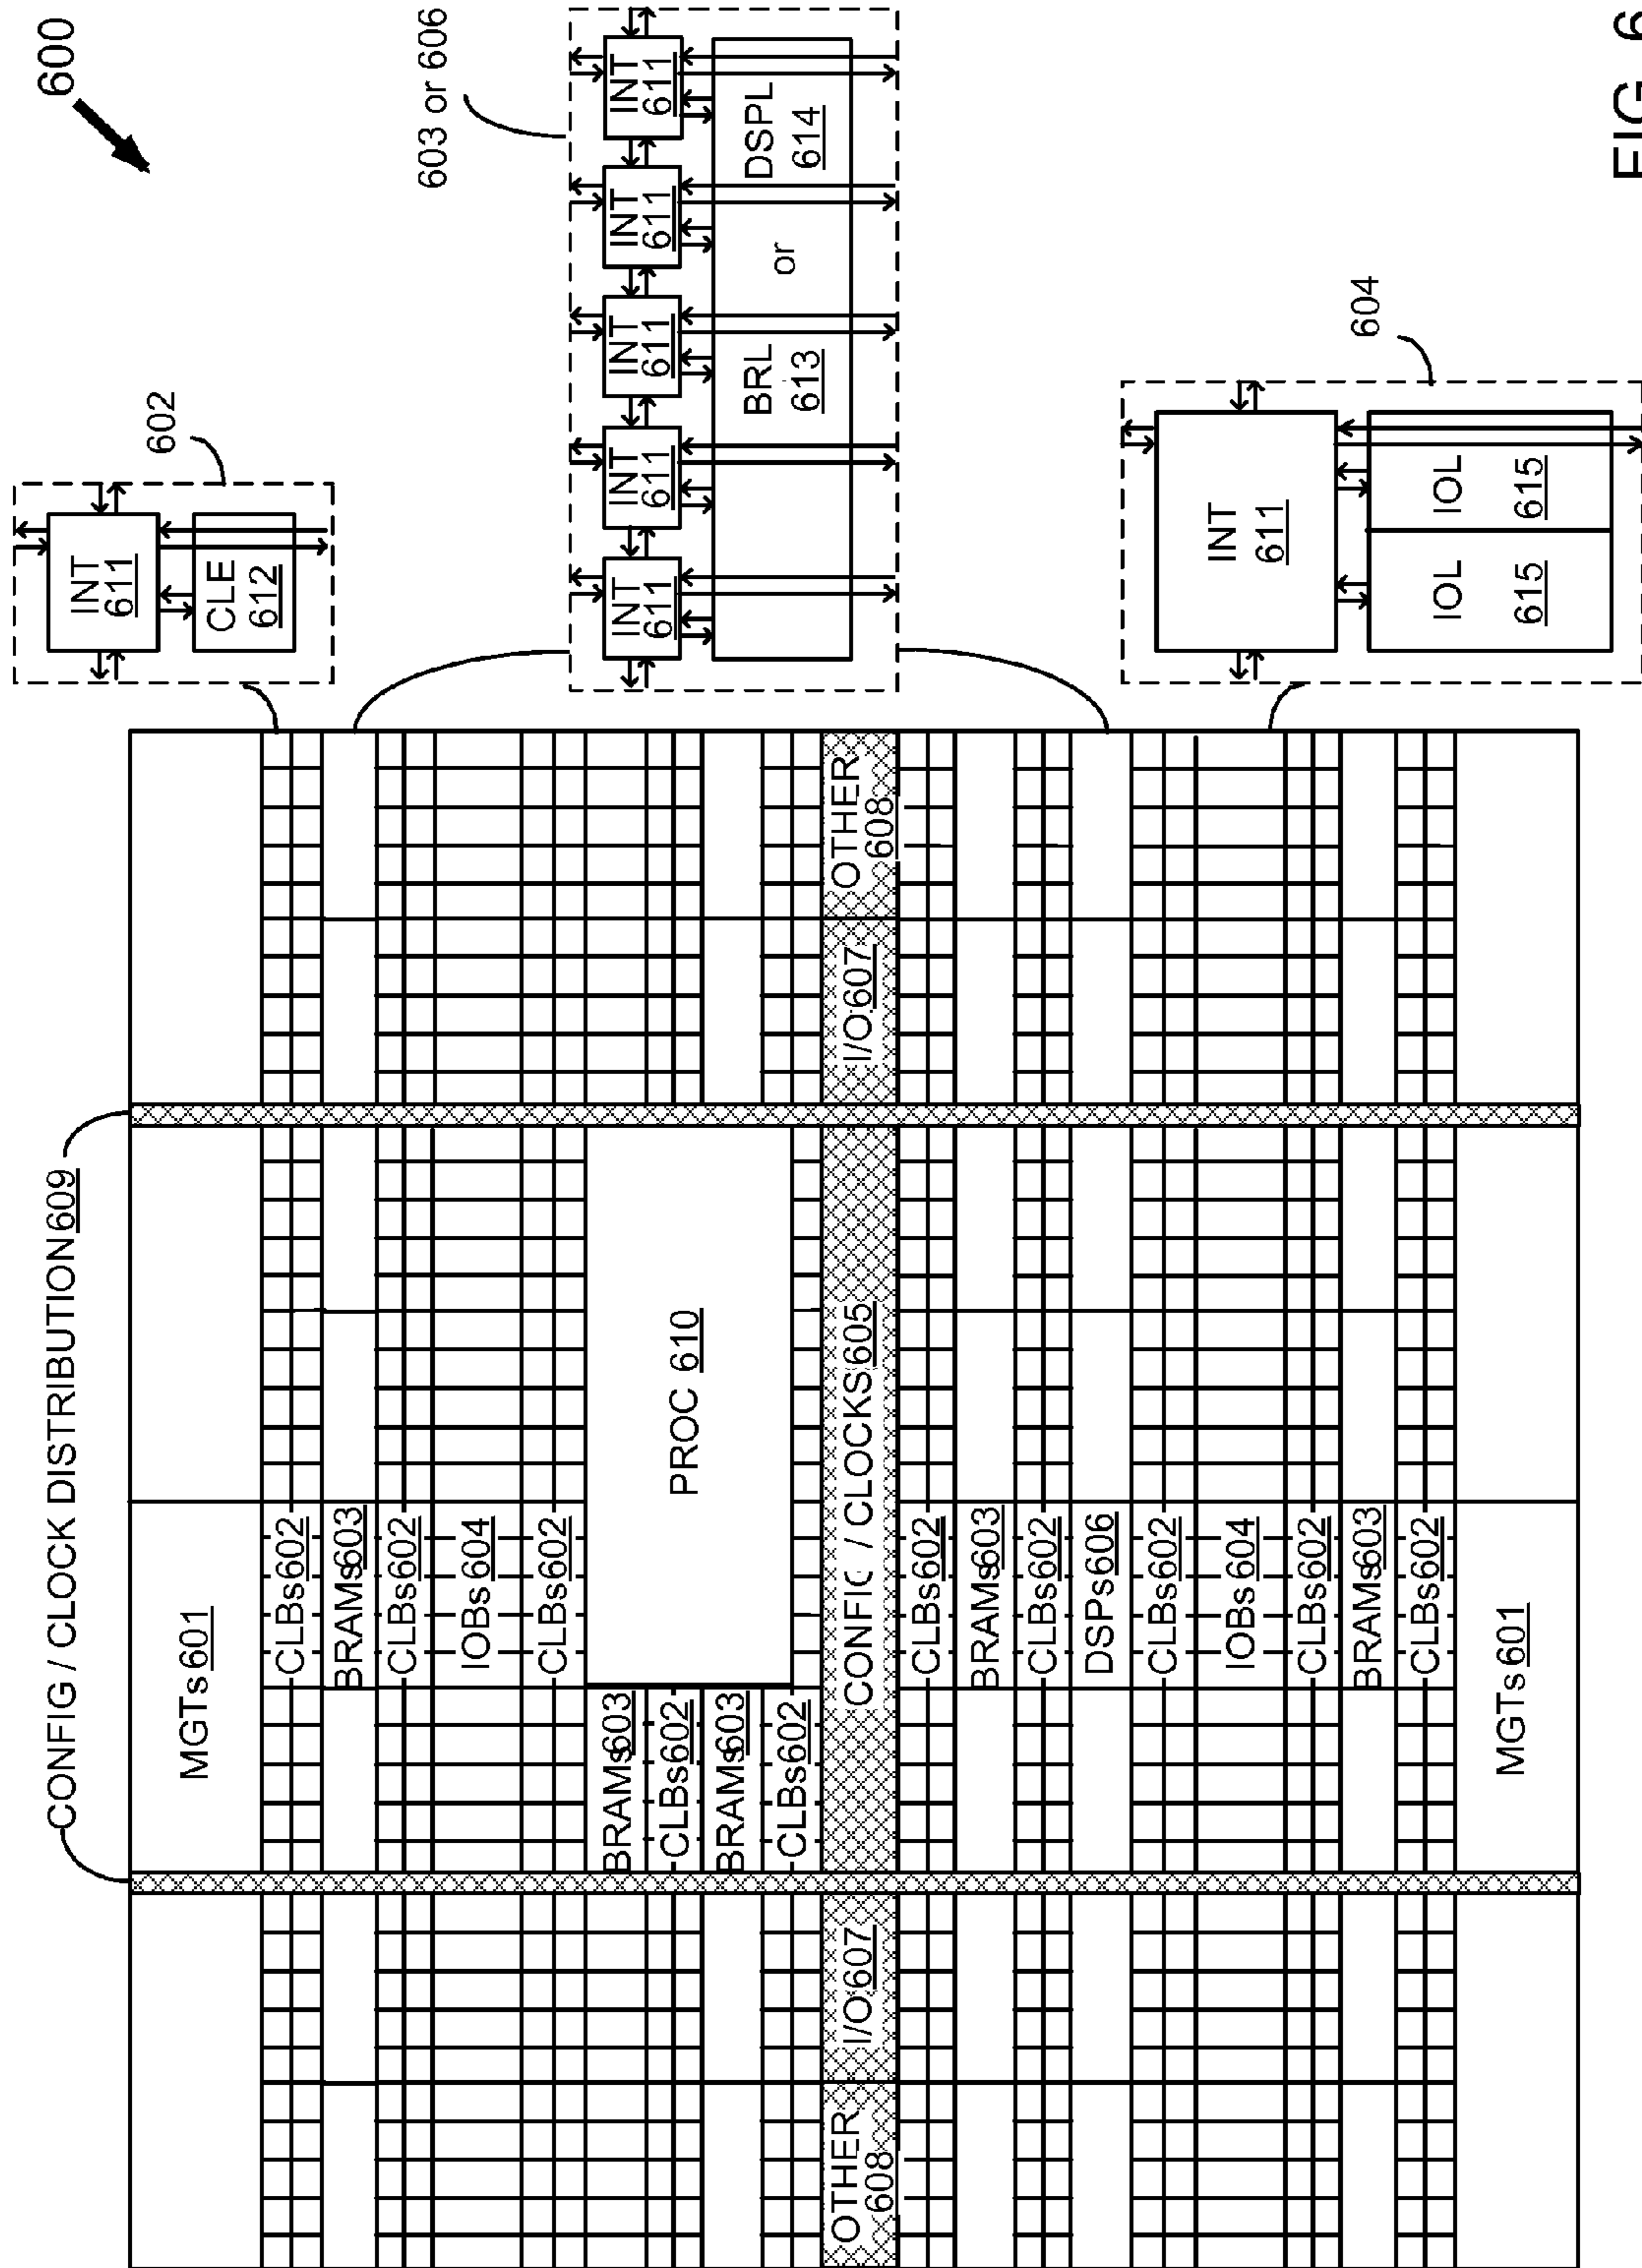 600
CONFIG / CLOCK DISTRIBUTION 609
MGTs 601
CLBs 602
BRAMs 603
CLBs 602
IOBs 604
CLBs 602
BRAMs 603
CLBs 602
BRAMs 603
CLBs 602
PROC 610
OTHER
608
I/O 607
CONFIG / CLOCKS 605
I/O 607
OTHER
608
CLBs 602
BRAMs 603
CLBs 602
DSPs 606
CLBs 602
IOBs 604
CLBs 602
BRAMs 603
CLBs 602
MGTs 601
INT
611
CLE
612
602
603 or 606
INT
611
INT
611
INT
611
INT
611
INT
611
BRL
613
or
DSPL
614
604
INT
611
IOL
615
IOL
615
FIG. 6